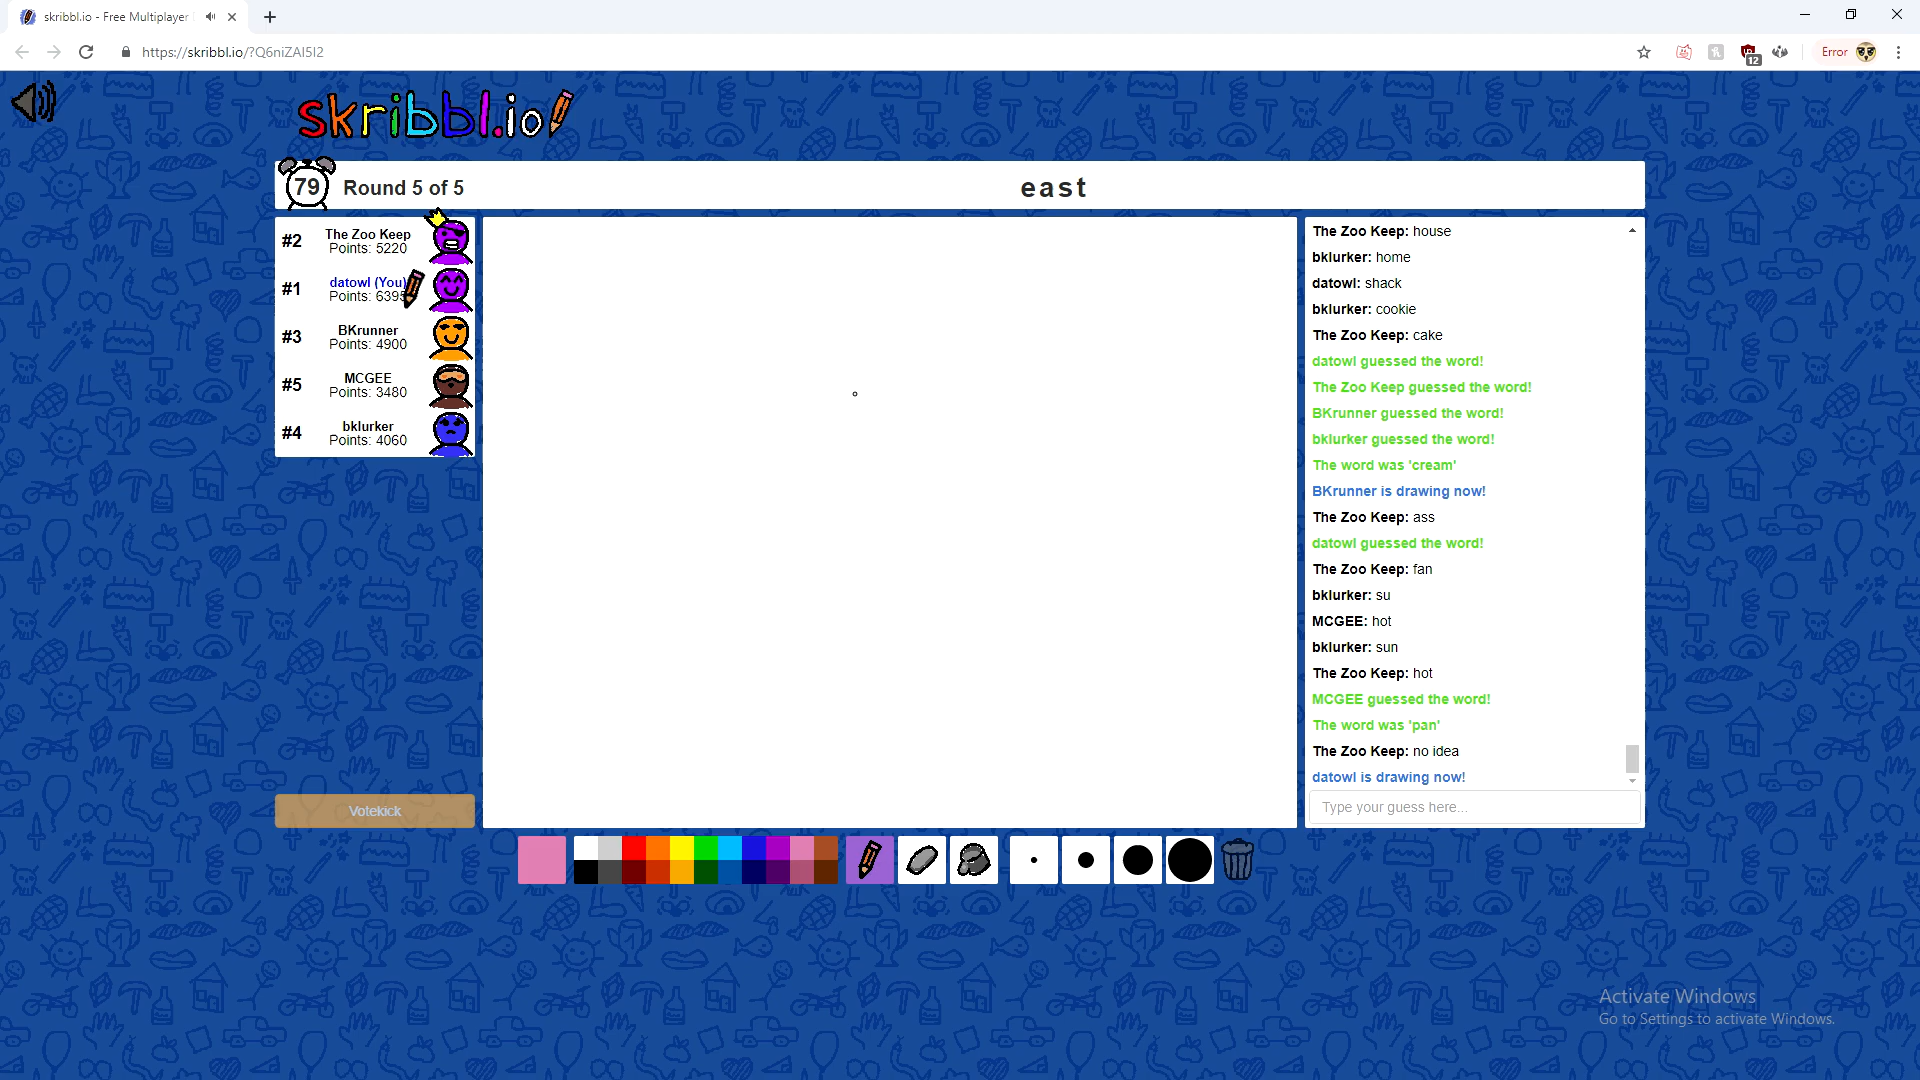 skribbl.io - Free Multiplayer
https://skribbl.io/?Q6niZAI5I2
12
Error
skribbl.io
79
Round 5 of 5
east
#2
The Zoo Keep
Points: 5220
#1
datowl (You)
Points: 6395
#3
BKrunner
Points: 4900
#5
MCGEE
Points: 3480
#4
bklurker
Points: 4060
Votekick
The Zoo Keep: house
bklurker: home
datowl: shack
bklurker: cookie
The Zoo Keep: cake
datowl guessed the word!
The Zoo Keep guessed the word!
BKrunner guessed the word!
bklurker guessed the word!
The word was 'cream'
BKrunner is drawing now!
The Zoo Keep: ass
datowl guessed the word!
The Zoo Keep: fan
bklurker: su
MCGEE: hot
bklurker: sun
The Zoo Keep: hot
MCGEE guessed the word!
The word was 'pan'
The Zoo Keep: no idea
datowl is drawing now!
Type your guess here...
Activate Windows
Go to Settings to activate Windows.